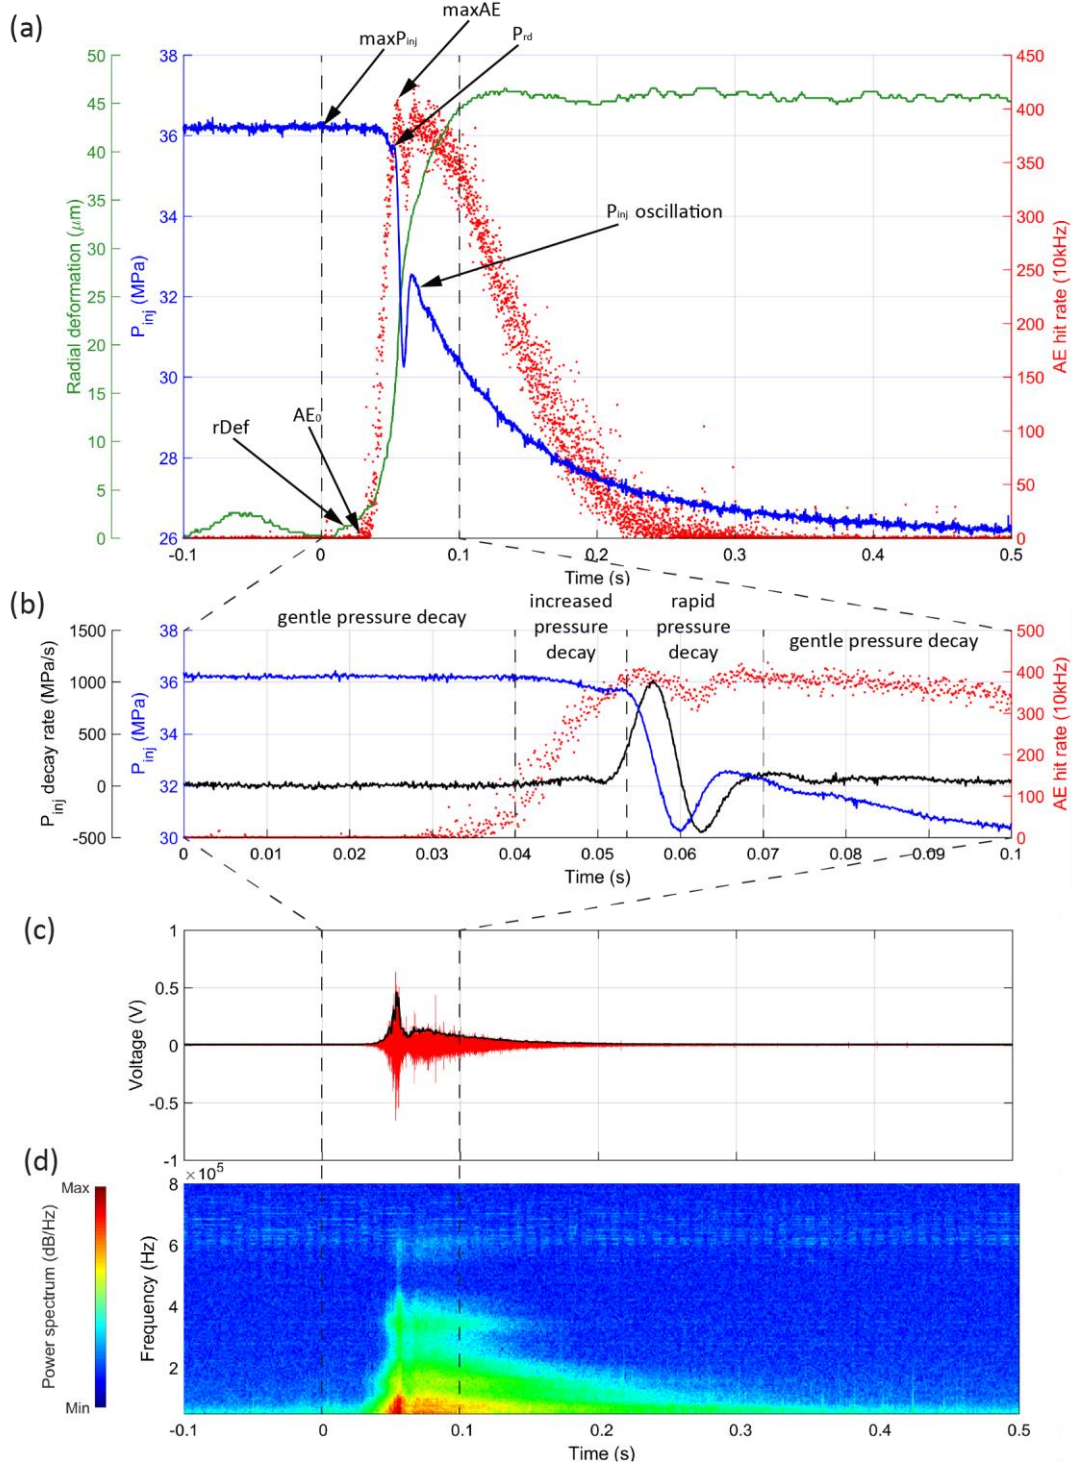 (a)
maxAE
maxPinj
Prd
50 38 450
45 400
40 36 350
35 34 300
30 250
25 32 200
20
15 30 150
10 28 100
5 50
0 26 0
Radial deformation (μm)
Pinj (MPa)
AE hit rate (10kHz)
Pinj oscillation
rDef
AE0
-0.1 0 0.1 0.2 0.3 0.4 0.5
Time (s)
(b)
gentle pressure decay
increased
pressure
decay
rapid
pressure
decay
gentle pressure decay
1500 38 500
1000 36 400
500 34 300
200
0 32 100
-500 30 0
Pinj decay rate (MPa/s)
Pinj (MPa)
AE hit rate (10kHz)
0 0.01 0.02 0.03 0.04 0.05 0.06 0.07 0.08 0.09 0.1
Time (s)
(c)
1
0.5
0
-0.5
-1
Voltage (V)
(d)
×10⁵
8
6
4
2
Frequency (Hz)
Max
Min
Power spectrum (dB/Hz)
-0.1 0 0.1 0.2 0.3 0.4 0.5
Time (s)